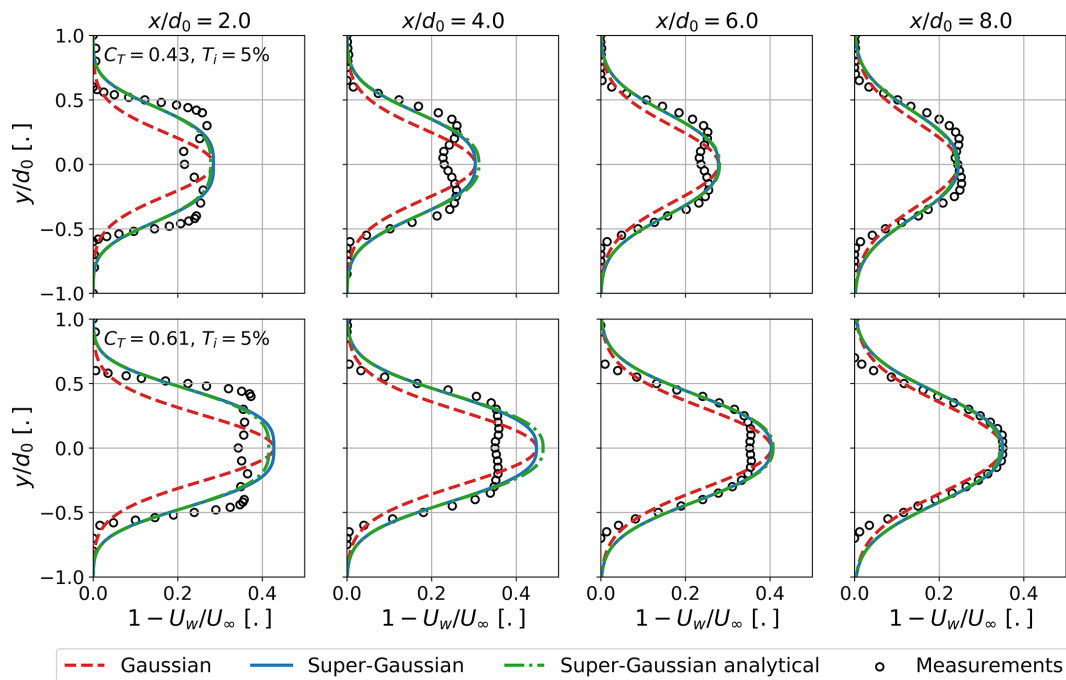 x/d₀ = 2.0
x/d₀ = 4.0
x/d₀ = 6.0
x/d₀ = 8.0
1.0
0.5
0.0
−0.5
−1.0
y/d₀ [.]
C_T = 0.43, T_i = 5%
1.0
0.5
0.0
−0.5
−1.0
y/d₀ [.]
C_T = 0.61, T_i = 5%
0.0 0.2 0.4
0.0 0.2 0.4
0.0 0.2 0.4
0.0 0.2 0.4
1 − U_w/U_∞ [.]
1 − U_w/U_∞ [.]
1 − U_w/U_∞ [.]
1 − U_w/U_∞ [.]
Gaussian Super-Gaussian Super-Gaussian analytical Measurements